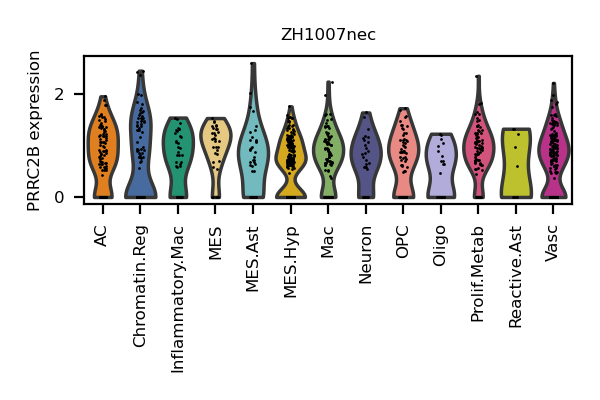 ZH1007nec
PRRC2B expression
2
0
AC
Chromatin.Reg
Inflammatory.Mac
MES
MES.Ast
MES.Hyp
Mac
Neuron
OPC
Oligo
Prolif.Metab
Reactive.Ast
Vasc